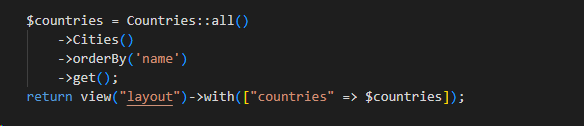 $countries = Countries::all()
->Cities()
->orderBy('name')
->get();
return view("layout")->with(["countries" => $countries]);